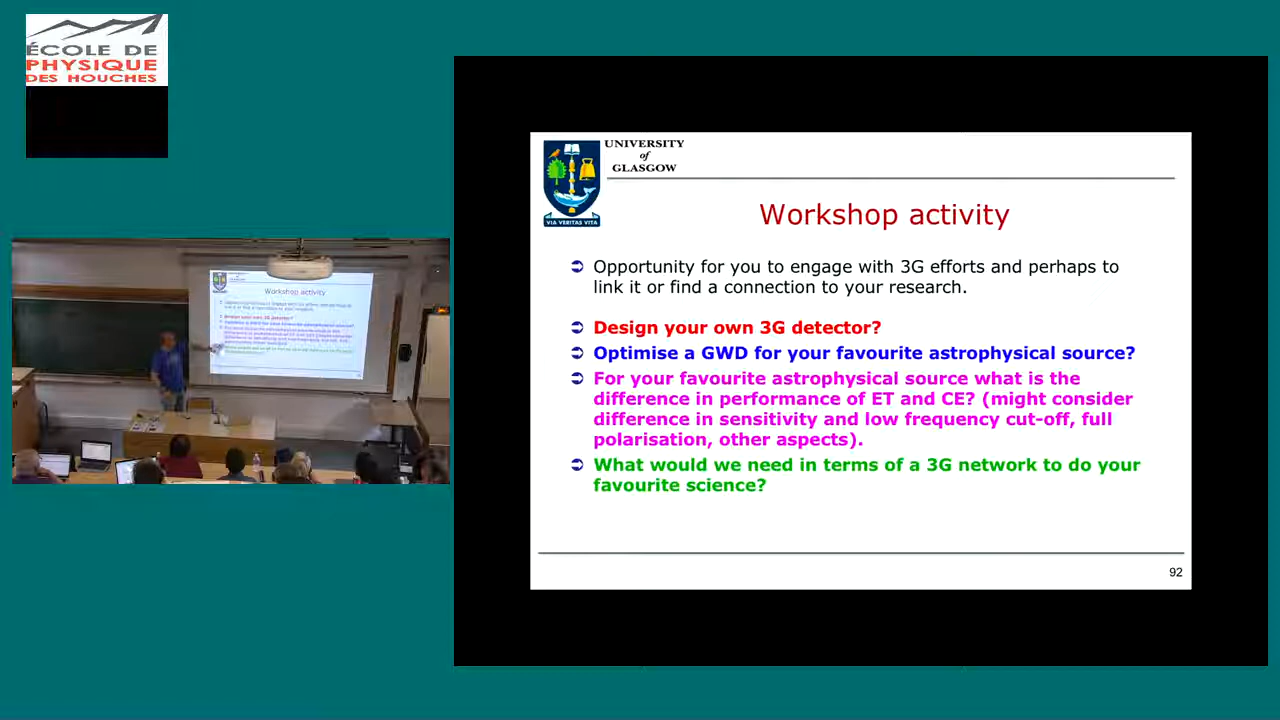 ÉCOLE DE
PHYSIQUE
DES HOUCHES
UNIVERSITY
of
GLASGOW
VIA VERITAS VITA
Workshop activity
Opportunity for you to engage with 3G efforts and perhaps to
link it or find a connection to your research.
Design your own 3G detector?
Optimise a GWD for your favourite astrophysical source?
For your favourite astrophysical source what is the
difference in performance of ET and CE? (might consider
difference in sensitivity and low frequency cut-off, full
polarisation, other aspects).
What would we need in terms of a 3G network to do your
favourite science?
92
Workshop activity